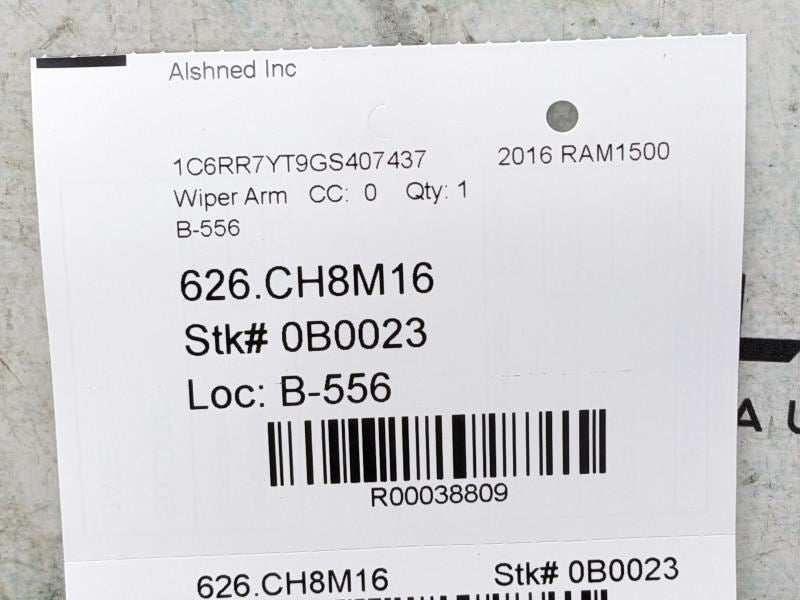 Alshned Inc
1C6RR7YT9GS407437 2016 RAM1500
Wiper Arm CC: 0 Qty: 1
B-556
626.CH8M16
Stk# 0B0023
Loc: B-556
R00038809
626.CH8M16 Stk# 0B0023